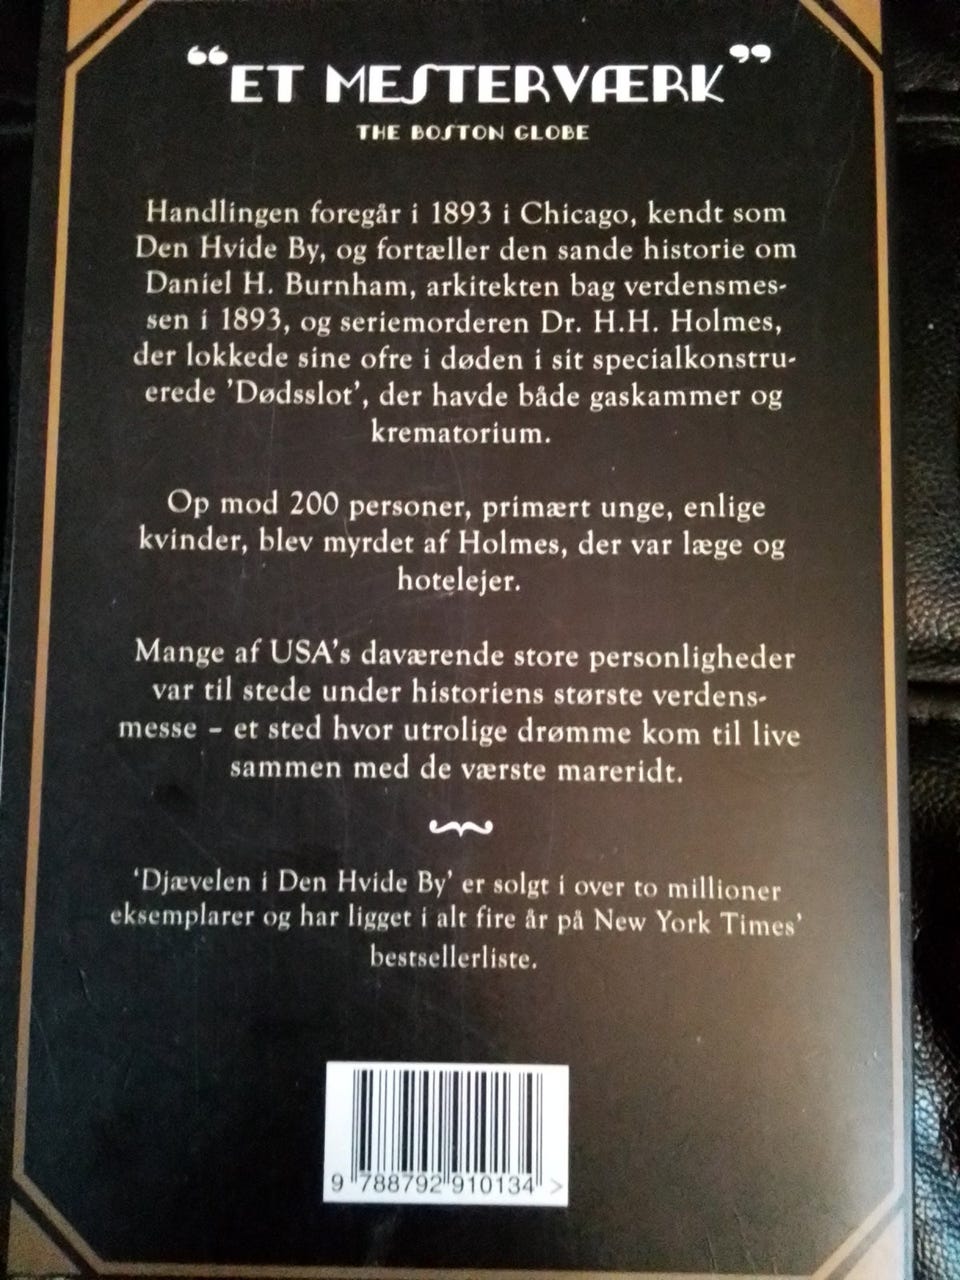 “ET MESTERVÆRK”
THE BOSTON GLOBE
Handlingen foregår i 1893 i Chicago, kendt som
Den Hvide By, og fortæller den sande historie om
Daniel H. Burnham, arkitekten bag verdensmes-
sen i 1893, og seriemorderen Dr. H.H. Holmes,
der lokkede sine ofre i døden i sit specialkonstru-
erede 'Dødsslot', der havde både gaskammer og
krematorium.
Op mod 200 personer, primært unge, enlige
kvinder, blev myrdet af Holmes, der var læge og
hotelejer.
Mange af USA's daværende store personligheder
var til stede under historiens største verdens-
messe – et sted hvor utrolige drømme kom til live
sammen med de værste mareridt.
‘Djævelen i Den Hvide By’ er solgt i over to millioner
eksemplarer og har ligget i alt fire år på New York Times’
bestsellerliste.
9 788792 910134 >